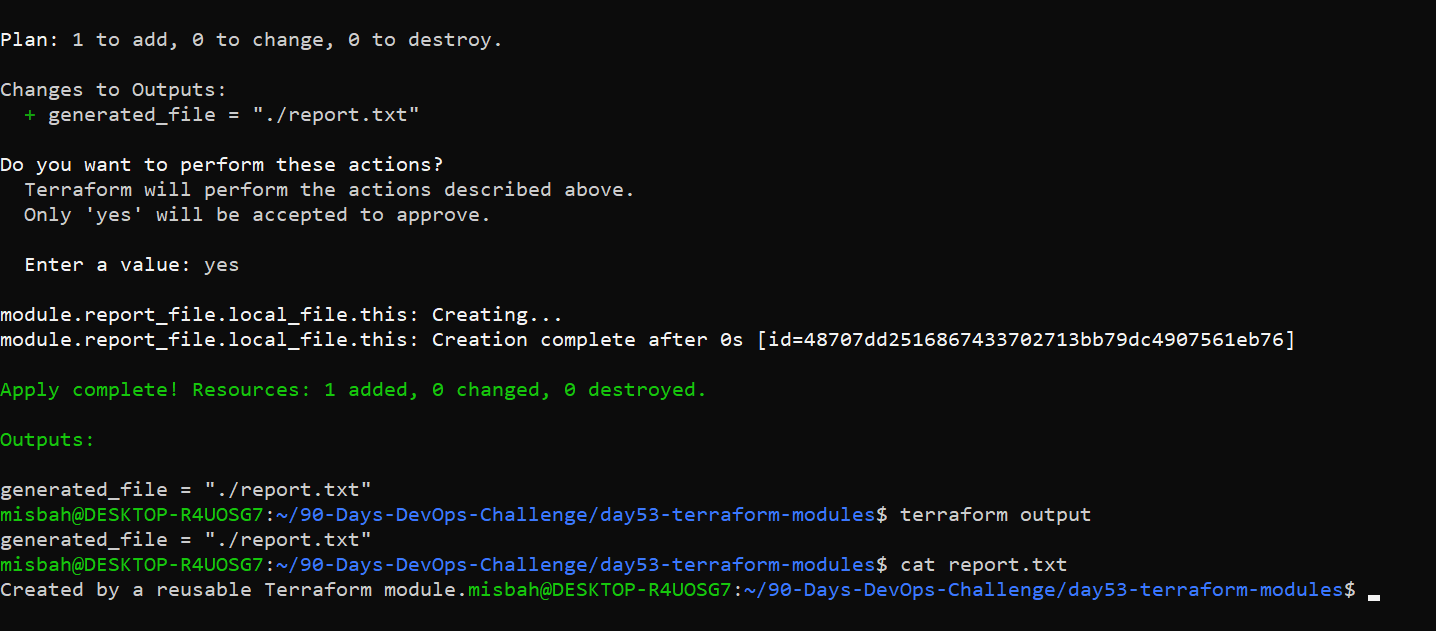 Plan: 1 to add, 0 to change, 0 to destroy.
Changes to Outputs:
+ generated_file = "./report.txt"
Do you want to perform these actions?
Terraform will perform the actions described above.
Only 'yes' will be accepted to approve.
Enter a value: yes
module.report_file.local_file.this: Creating...
module.report_file.local_file.this: Creation complete after 0s [id=48707dd2516867433702713bb79dc4907561eb76]
Apply complete! Resources: 1 added, 0 changed, 0 destroyed.
Outputs:
generated_file = "./report.txt"
misbah@DESKTOP-R4UOSG7:~/90-Days-DevOps-Challenge/day53-terraform-modules$ terraform output
generated_file = "./report.txt"
misbah@DESKTOP-R4UOSG7:~/90-Days-DevOps-Challenge/day53-terraform-modules$ cat report.txt
Created by a reusable Terraform module.misbah@DESKTOP-R4UOSG7:~/90-Days-DevOps-Challenge/day53-terraform-modules$